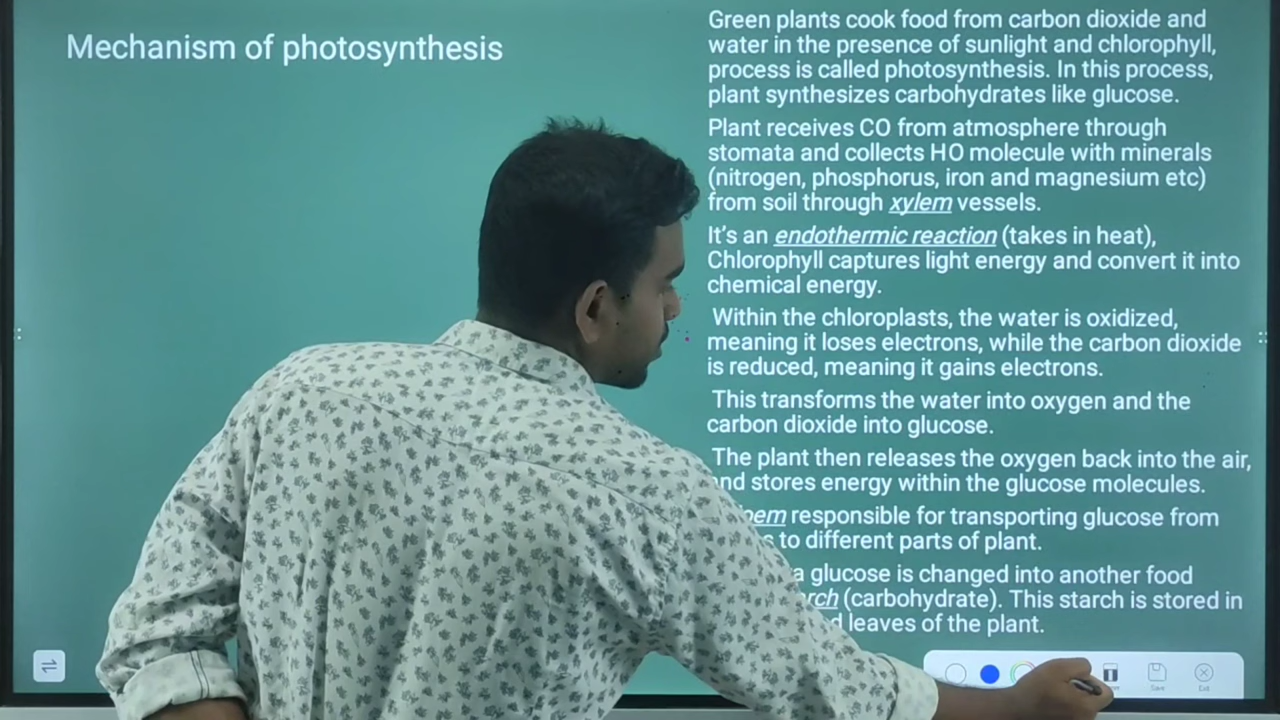 Mechanism of photosynthesis
Green plants cook food from carbon dioxide and
water in the presence of sunlight and chlorophyll,
process is called photosynthesis. In this process,
plant synthesizes carbohydrates like glucose.
Plant receives CO from atmosphere through
stomata and collects HO molecule with minerals
(nitrogen, phosphorus, iron and magnesium etc)
from soil through xylem vessels.
It's an endothermic reaction (takes in heat),
Chlorophyll captures light energy and convert it into
chemical energy.
Within the chloroplasts, the water is oxidized,
meaning it loses electrons, while the carbon dioxide
is reduced, meaning it gains electrons.
This transforms the water into oxygen and the
carbon dioxide into glucose.
The plant then releases the oxygen back into the air,
and stores energy within the glucose molecules.
responsible for transporting glucose from
to different parts of plant.
glucose is changed into another food
(carbohydrate). This starch is stored in
leaves of the plant.
Save
Exit